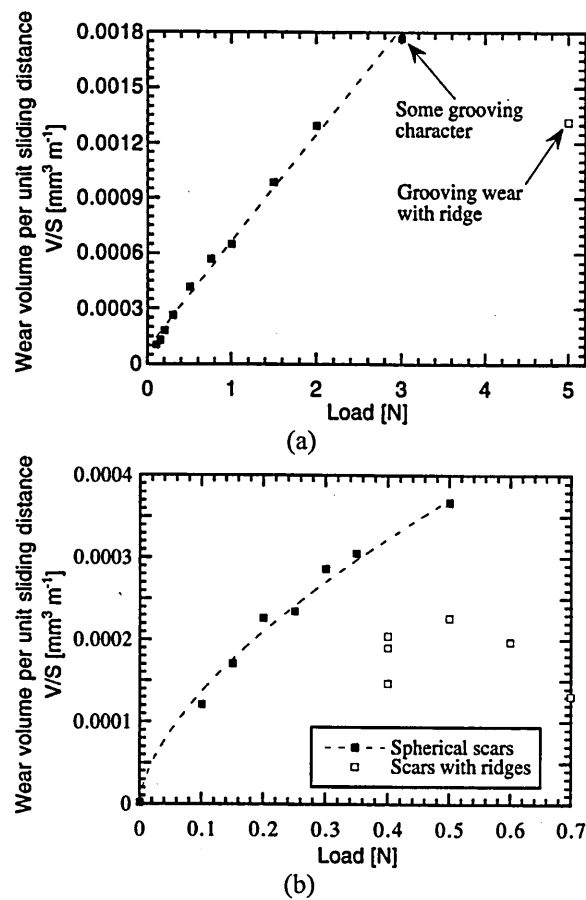 Wear volume per unit sliding distance
V/S [mm³ m⁻¹]
0.0018
0.0015
0.0012
0.0009
0.0006
0.0003
0
Some grooving
character
Grooving wear
with ridge
0 1 2 3 4 5
Load [N]
(a)
Wear volume per unit sliding distance
V/S [mm³ m⁻¹]
0.0004
0.0003
0.0002
0.0001
0
Spherical scars
Scars with ridges
0 0.1 0.2 0.3 0.4 0.5 0.6 0.7
Load [N]
(b)